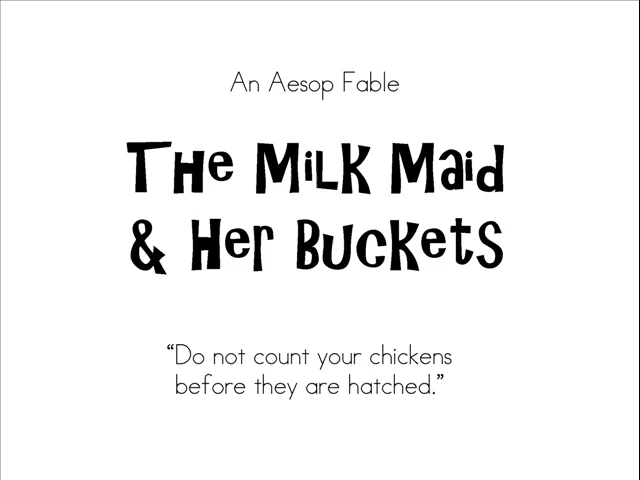 An Aesop Fable
The Milk Maid
& Her Buckets
“Do not count your chickens
before they are hatched.”